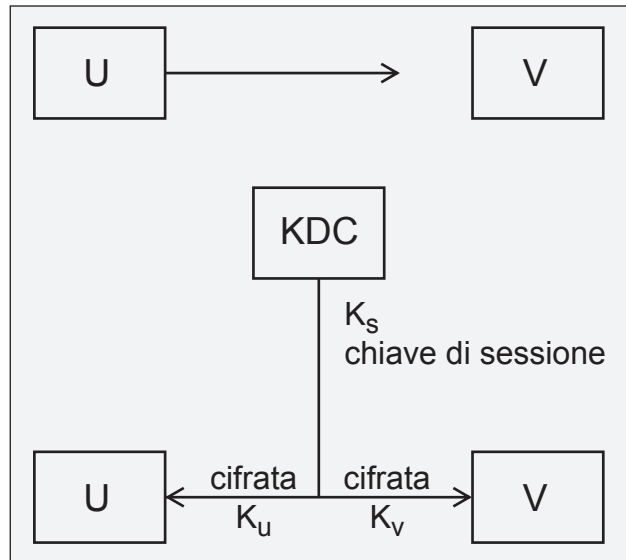 U
V
KDC
Ks
chiave di sessione
U
cifrata
Ku
cifrata
Kv
V